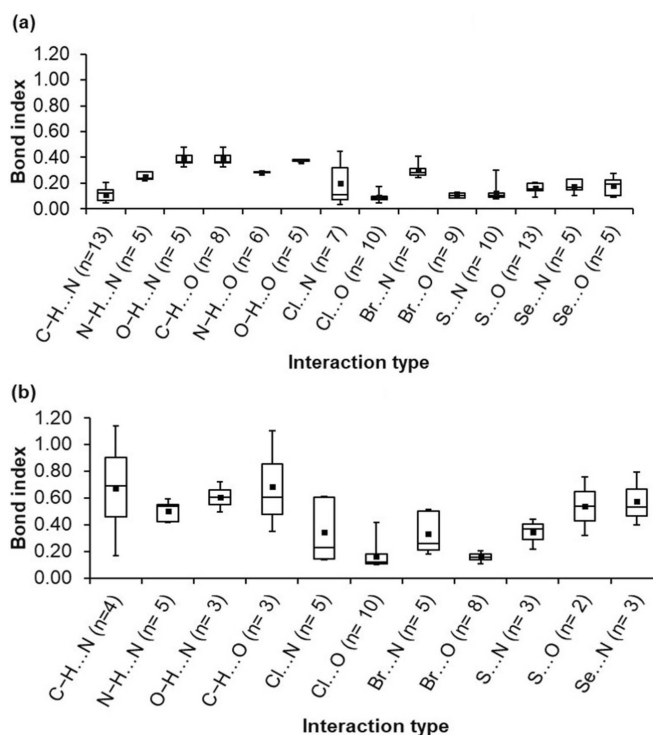 (a)
Bond index
1.20
1.00
0.80
0.60
0.40
0.20
0.00
C–H…N (n=13)
N–H…N (n= 5)
O–H…N (n= 5)
C–H…O (n= 8)
N–H…O (n= 6)
O–H…O (n= 5)
Cl…N (n= 7)
Cl…O (n= 10)
Br…N (n= 5)
Br…O (n= 9)
S…N (n= 10)
S…O (n= 13)
Se…N (n= 5)
Se…O (n= 5)
Interaction type
(b)
Bond index
1.20
1.00
0.80
0.60
0.40
0.20
0.00
C–H…N (n=4)
N–H…N (n= 5)
O–H…N (n= 3)
C–H…O (n= 3)
Cl…N (n= 5)
Cl…O (n= 10)
Br…N (n= 5)
Br…O (n= 8)
S…N (n= 3)
S…O (n= 2)
Se…N (n= 3)
Interaction type